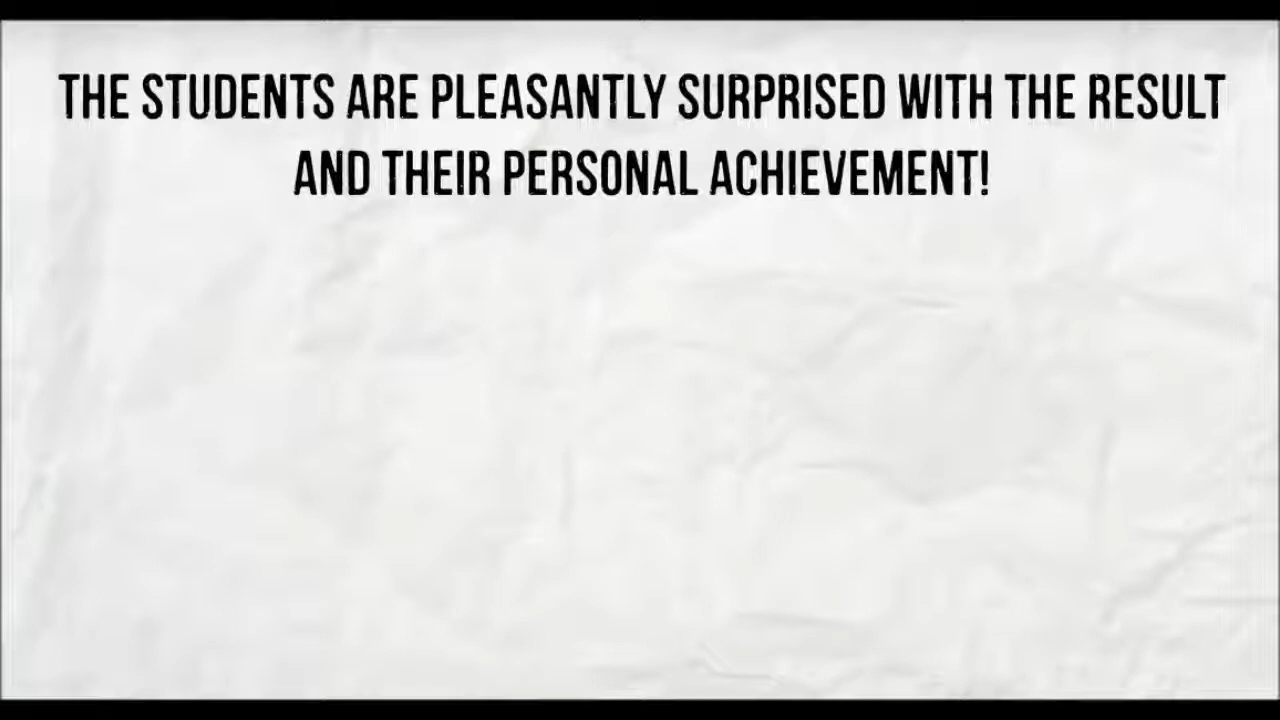 THE STUDENTS ARE PLEASANTLY SURPRISED WITH THE RESULT
AND THEIR PERSONAL ACHIEVEMENT!